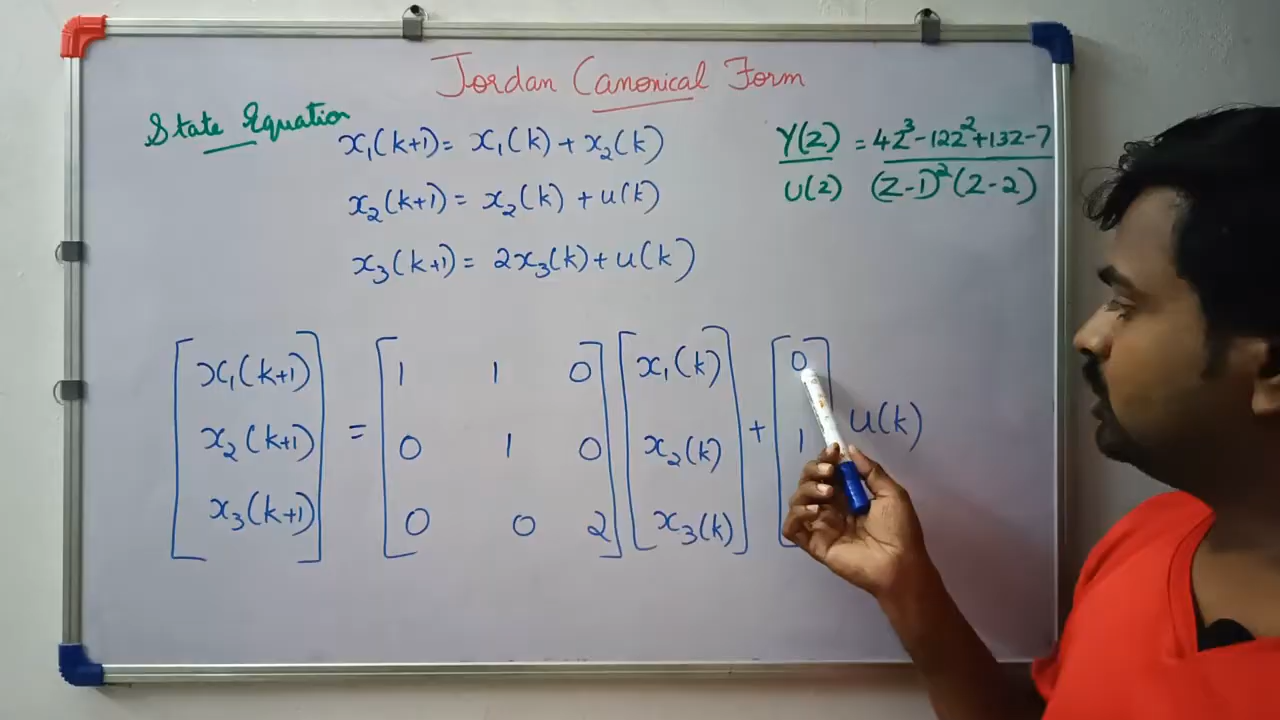 Jordan Canonical Form
State Equation
x₁(k+1) = x₁(k) + x₂(k)
x₂(k+1) = x₂(k) + u(k)
x₃(k+1) = 2x₃(k) + u(k)
Y(z)/U(z) = 4z³-12z²+13z-7 / (z-1)²(z-2)
x₁(k+1) 1 1 0 x₁(k) 0
x₂(k+1) = 0 1 0 x₂(k) + 1 u(k)
x₃(k+1) 0 0 2 x₃(k)